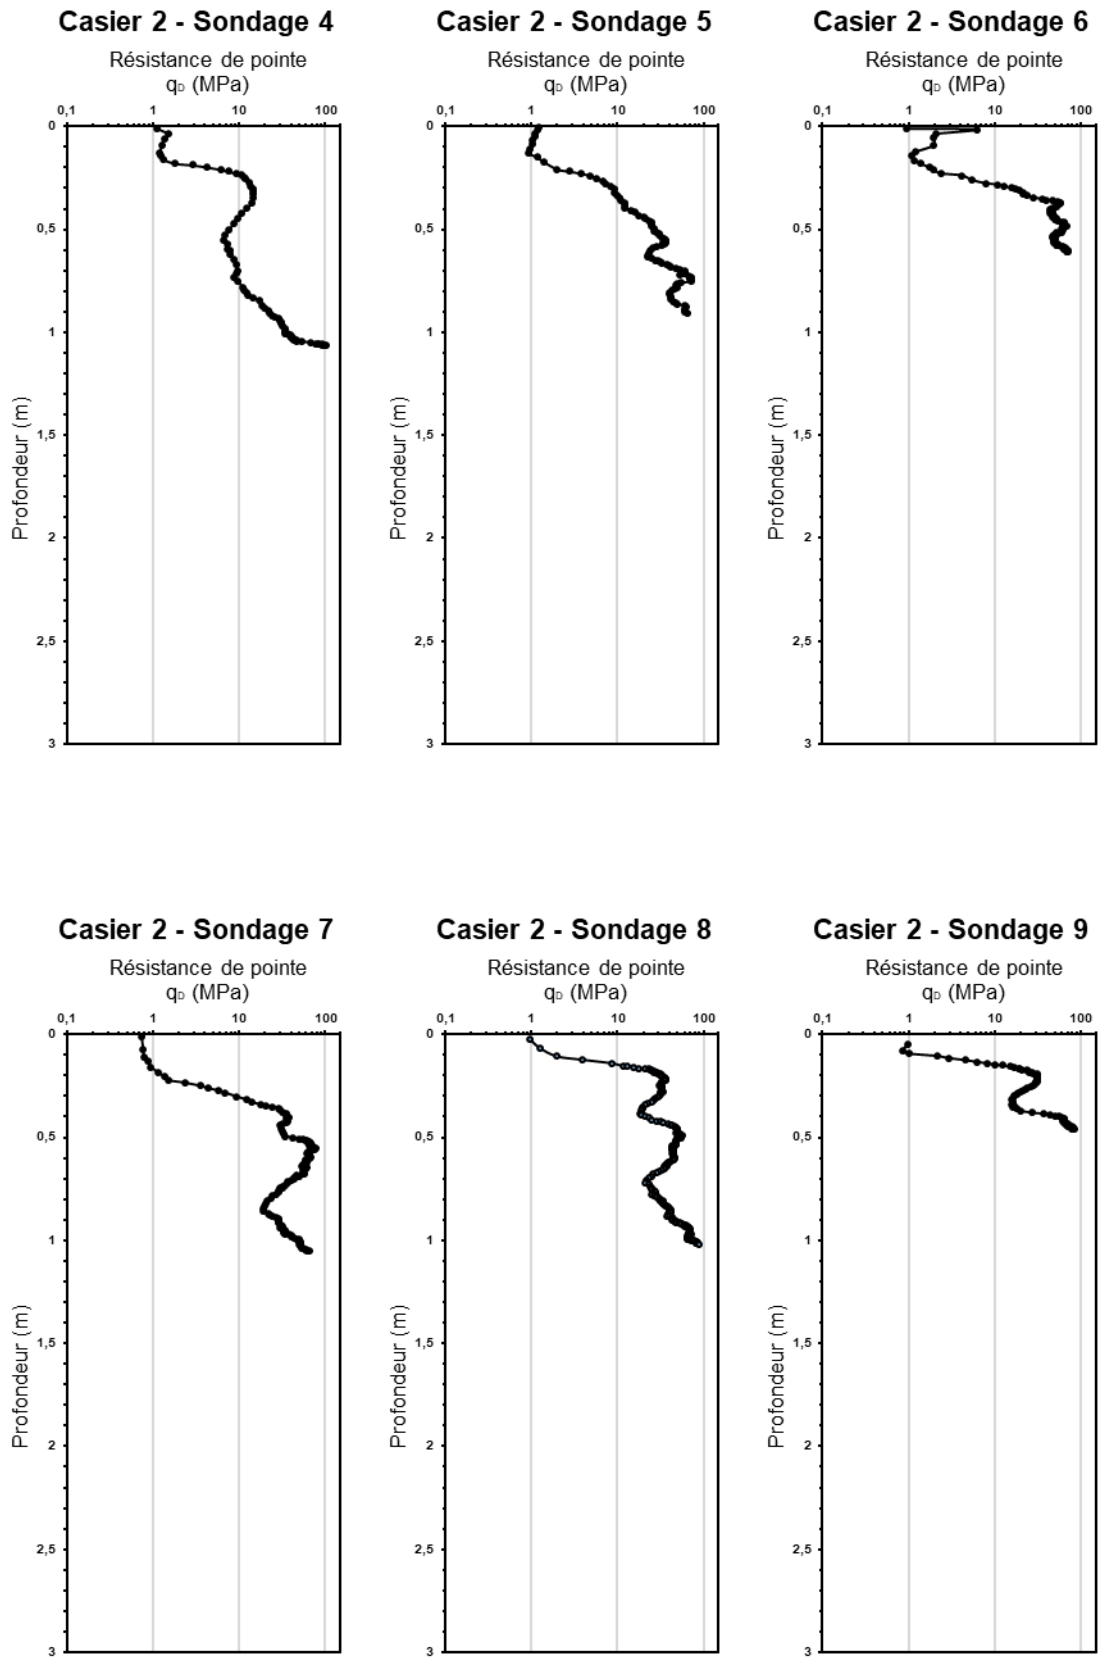 Casier 2 - Sondage 4
Résistance de pointe
qD (MPa)
0,1 1 10 100
0
0,5
1
1,5
2
2,5
3
Profondeur (m)
Casier 2 - Sondage 5
Résistance de pointe
qD (MPa)
0,1 1 10 100
0
0,5
1
1,5
2
2,5
3
Profondeur (m)
Casier 2 - Sondage 6
Résistance de pointe
qD (MPa)
0,1 1 10 100
0
0,5
1
1,5
2
2,5
3
Profondeur (m)
Casier 2 - Sondage 7
Résistance de pointe
qD (MPa)
0,1 1 10 100
0
0,5
1
1,5
2
2,5
3
Profondeur (m)
Casier 2 - Sondage 8
Résistance de pointe
qD (MPa)
0,1 1 10 100
0
0,5
1
1,5
2
2,5
3
Profondeur (m)
Casier 2 - Sondage 9
Résistance de pointe
qD (MPa)
0,1 1 10 100
0
0,5
1
1,5
2
2,5
3
Profondeur (m)